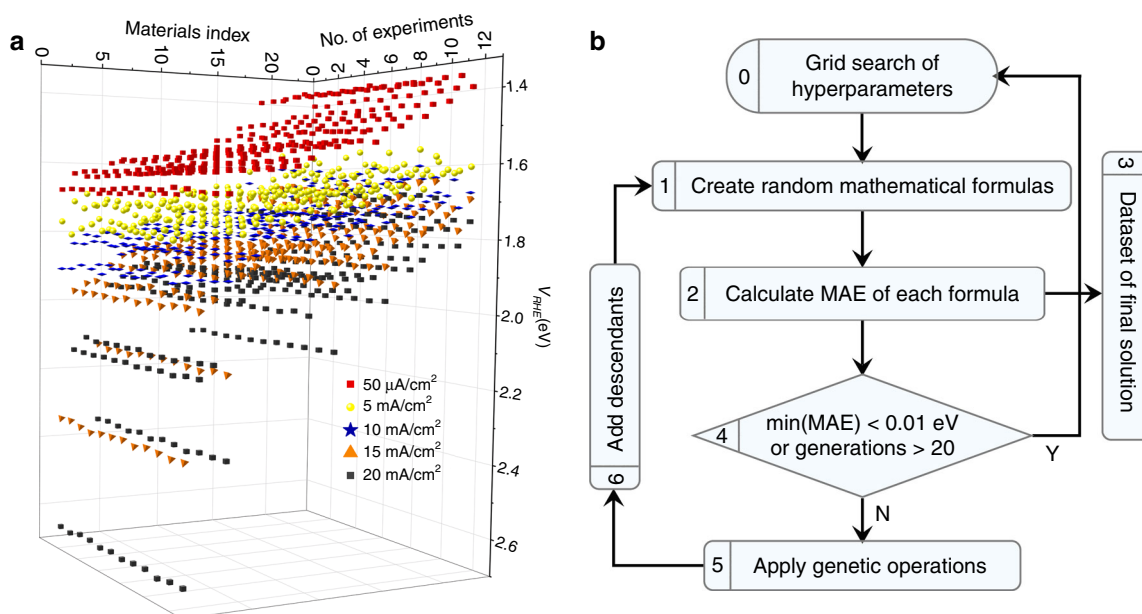 a
Materials index
No. of experiments
0
5
10
15
20
0
2
4
6
8
10
12
1.4
1.6
1.8
2.0
2.2
2.4
2.6
V_RHE(eV)
50 µA/cm²
5 mA/cm²
10 mA/cm²
15 mA/cm²
20 mA/cm²
b
0
Grid search of
hyperparameters
1
Create random mathematical formulas
2
Calculate MAE of each formula
3
Dataset of final solution
4
min(MAE) < 0.01 eV
or generations > 20
Y
N
5
Apply genetic operations
6
Add descendants